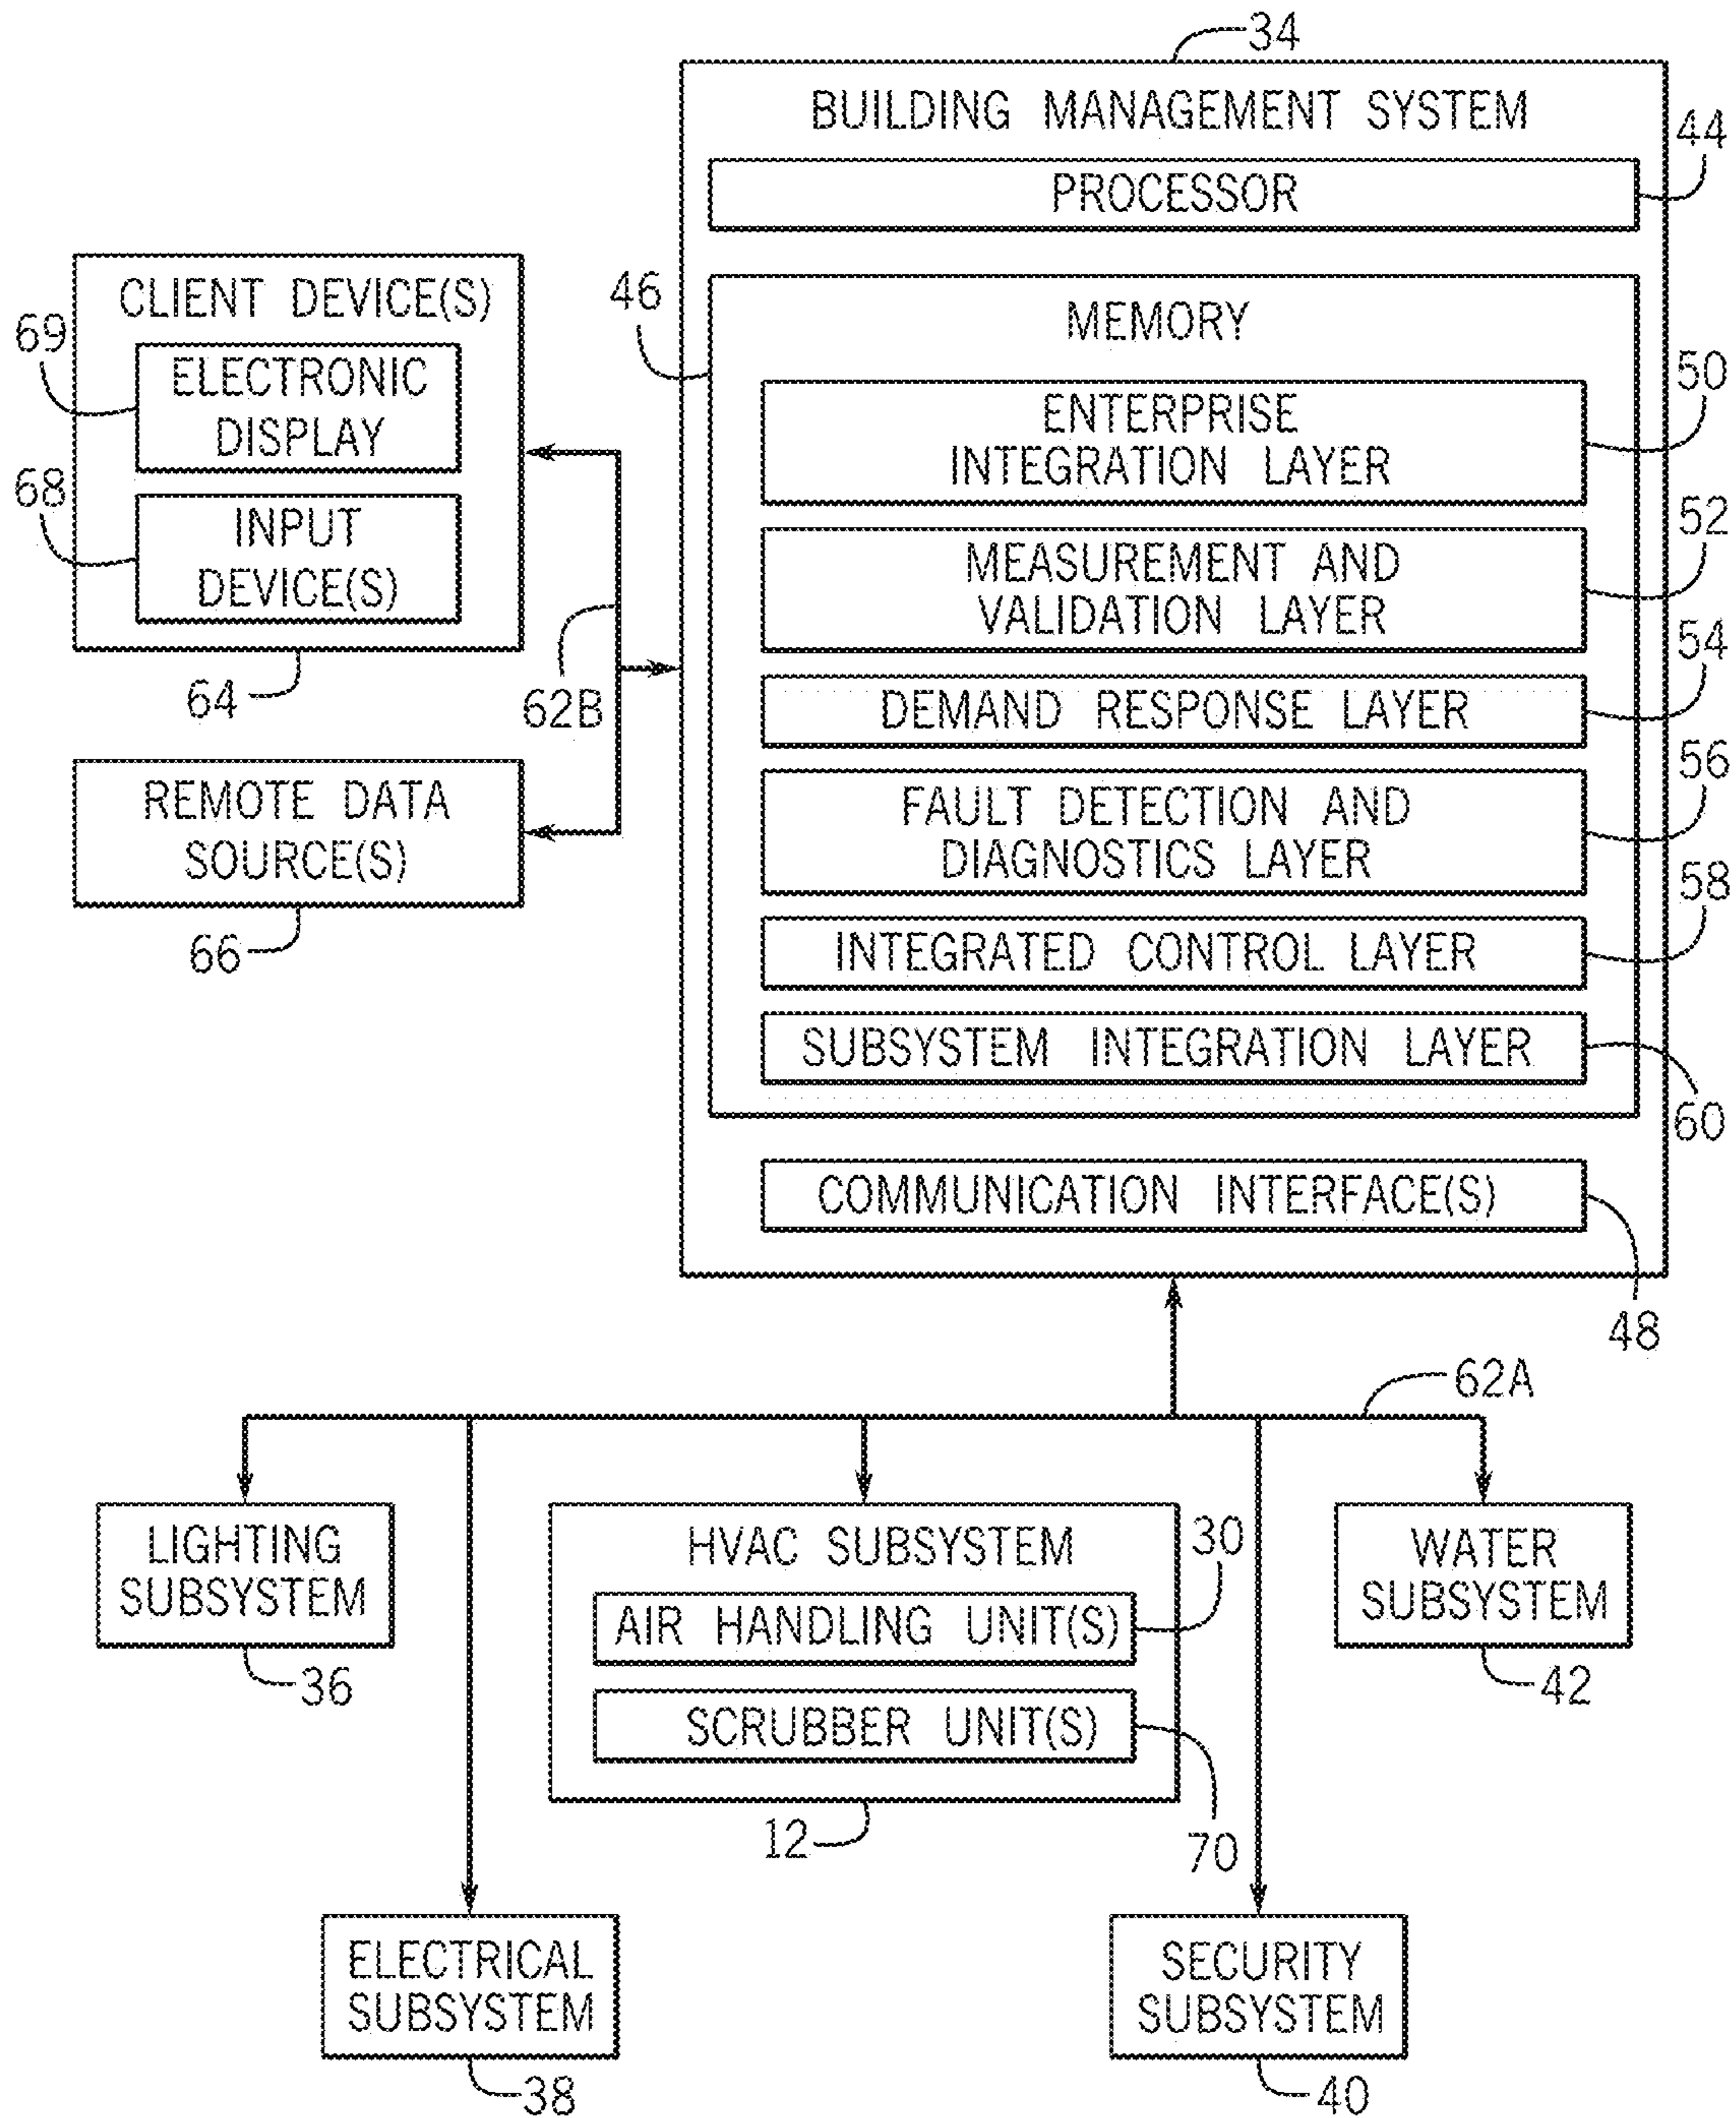 34
BUILDING MANAGEMENT SYSTEM
44
PROCESSOR
CLIENT DEVICE(S)
46
MEMORY
69
ELECTRONIC
DISPLAY
50
ENTERPRISE
INTEGRATION LAYER
68
INPUT
DEVICE(S)
52
MEASUREMENT AND
VALIDATION LAYER
64
62B
54
DEMAND RESPONSE LAYER
REMOTE DATA
SOURCE(S)
56
FAULT DETECTION AND
DIAGNOSTICS LAYER
66
58
INTEGRATED CONTROL LAYER
SUBSYSTEM INTEGRATION LAYER
60
COMMUNICATION INTERFACE(S)
48
62A
LIGHTING
SUBSYSTEM
36
HVAC SUBSYSTEM
30
AIR HANDLING UNIT(S)
SCRUBBER UNIT(S)
12
70
WATER
SUBSYSTEM
42
ELECTRICAL
SUBSYSTEM
38
SECURITY
SUBSYSTEM
40